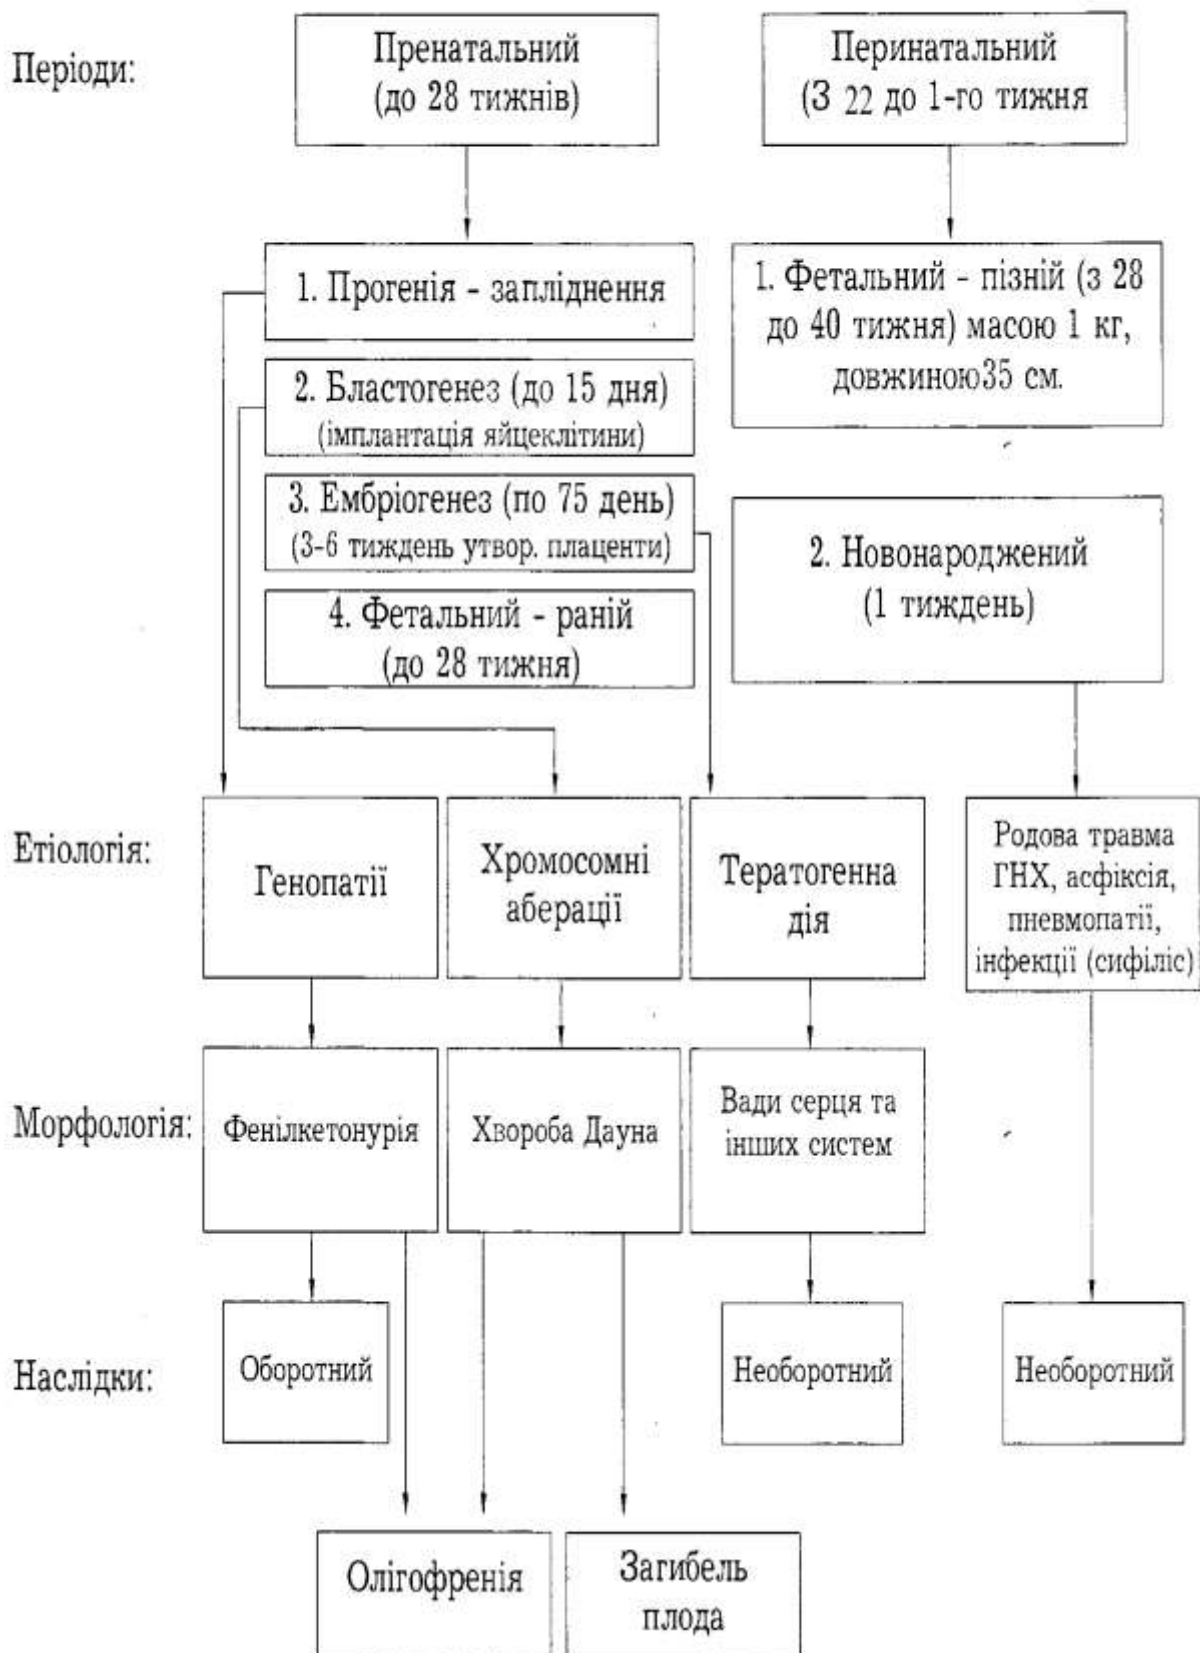 Періоди:
Пренатальний
(до 28 тижнів)
Перинатальний
(З 22 до 1-го тижня
1. Прогенія - запліднення
2. Бластогенез (до 15 дня)
(імплантація яйцеклітини)
3. Ембріогенез (по 75 день)
(3-6 тиждень утвор. плаценти)
4. Фетальний - раній
(до 28 тижня)
1. Фетальний - пізній (з 28
до 40 тижня) масою 1 кг,
довжиною35 см.
2. Новонароджений
(1 тиждень)
Етіологія:
Генопатії
Хромосомні
аберації
Тератогенна
дія
Родова травма
ГНХ, асфіксія,
пневмопатії,
інфекції (сифіліс)
Морфологія:
Фенілкетонурія
Хвороба Дауна
Вади серця та
інших систем
Наслідки:
Оборотний
Необоротний
Необоротний
Олігофренія
Загибель
плода